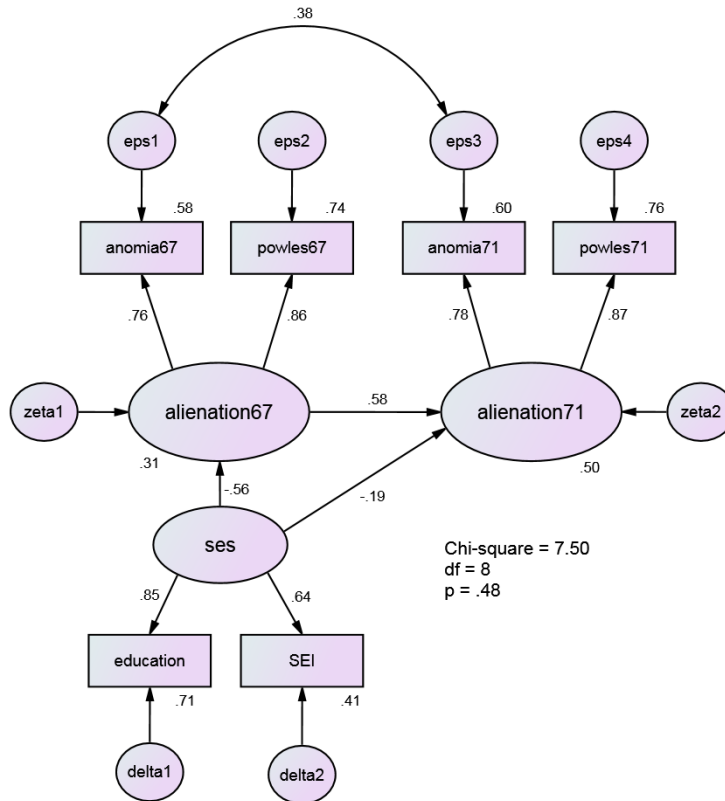 .38
eps1
eps2
eps3
eps4
.58
.74
.60
.76
anomia67
powles67
anomia71
powles71
.76
.86
.78
.87
zeta1
alienation67
.58
alienation71
zeta2
.31
.50
-.56
-.19
ses
Chi-square = 7.50
df = 8
p = .48
.85
.64
education
SEI
.71
.41
delta1
delta2